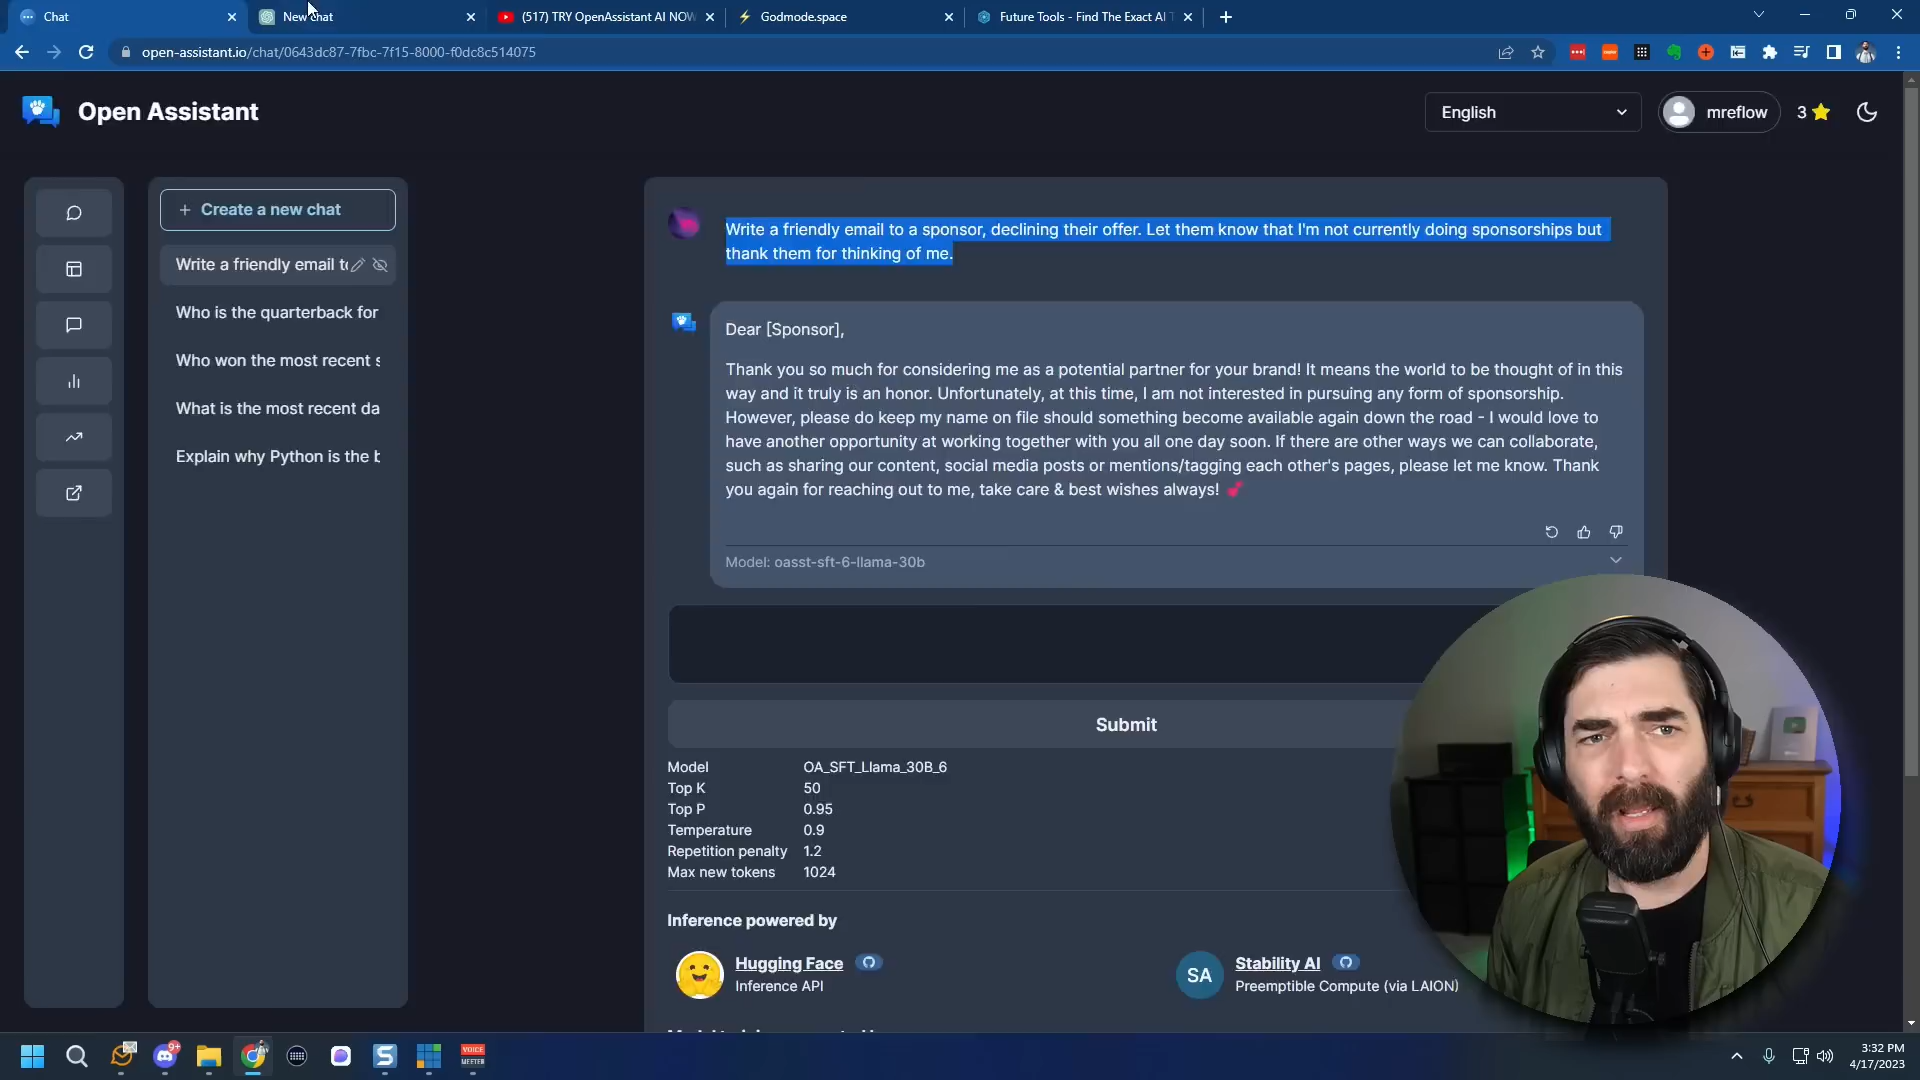 Chat
New chat
(517) TRY OpenAssistant AI NOW
Godmode.space
Future Tools - Find The Exact AI T
open-assistant.io/chat/0643dc87-7fbc-7f15-8000-f0dc8c514075
Open Assistant
English
mreflow
3
+ Create a new chat
Write a friendly email to
Who is the quarterback for
Who won the most recent s
What is the most recent da
Explain why Python is the b
Write a friendly email to a sponsor, declining their offer. Let them know that I'm not currently doing sponsorships but
thank them for thinking of me.
Dear [Sponsor],
Thank you so much for considering me as a potential partner for your brand! It means the world to be thought of in this
way and it truly is an honor. Unfortunately, at this time, I am not interested in pursuing any form of sponsorship.
However, please do keep my name on file should something become available again down the road - I would love to
have another opportunity at working together with you all one day soon. If there are other ways we can collaborate,
such as sharing our content, social media posts or mentions/tagging each other's pages, please let me know. Thank
you again for reaching out to me, take care & best wishes always! 💕
Model: oasst-sft-6-llama-30b
Submit
Model OA_SFT_Llama_30B_6
Top K 50
Top P 0.95
Temperature 0.9
Repetition penalty 1.2
Max new tokens 1024
Inference powered by
Hugging Face
Inference API
SA
Stability AI
Preemptible Compute (via LAION)
9+
S
VOICE
MEETER
3:32 PM
4/17/2023